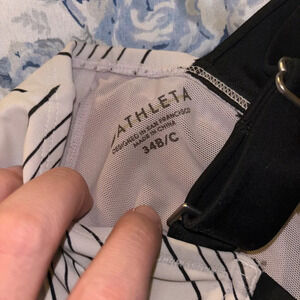 ATHLETA
DESIGNED IN SAN FRANCISCO
MADE IN CHINA
34B/C